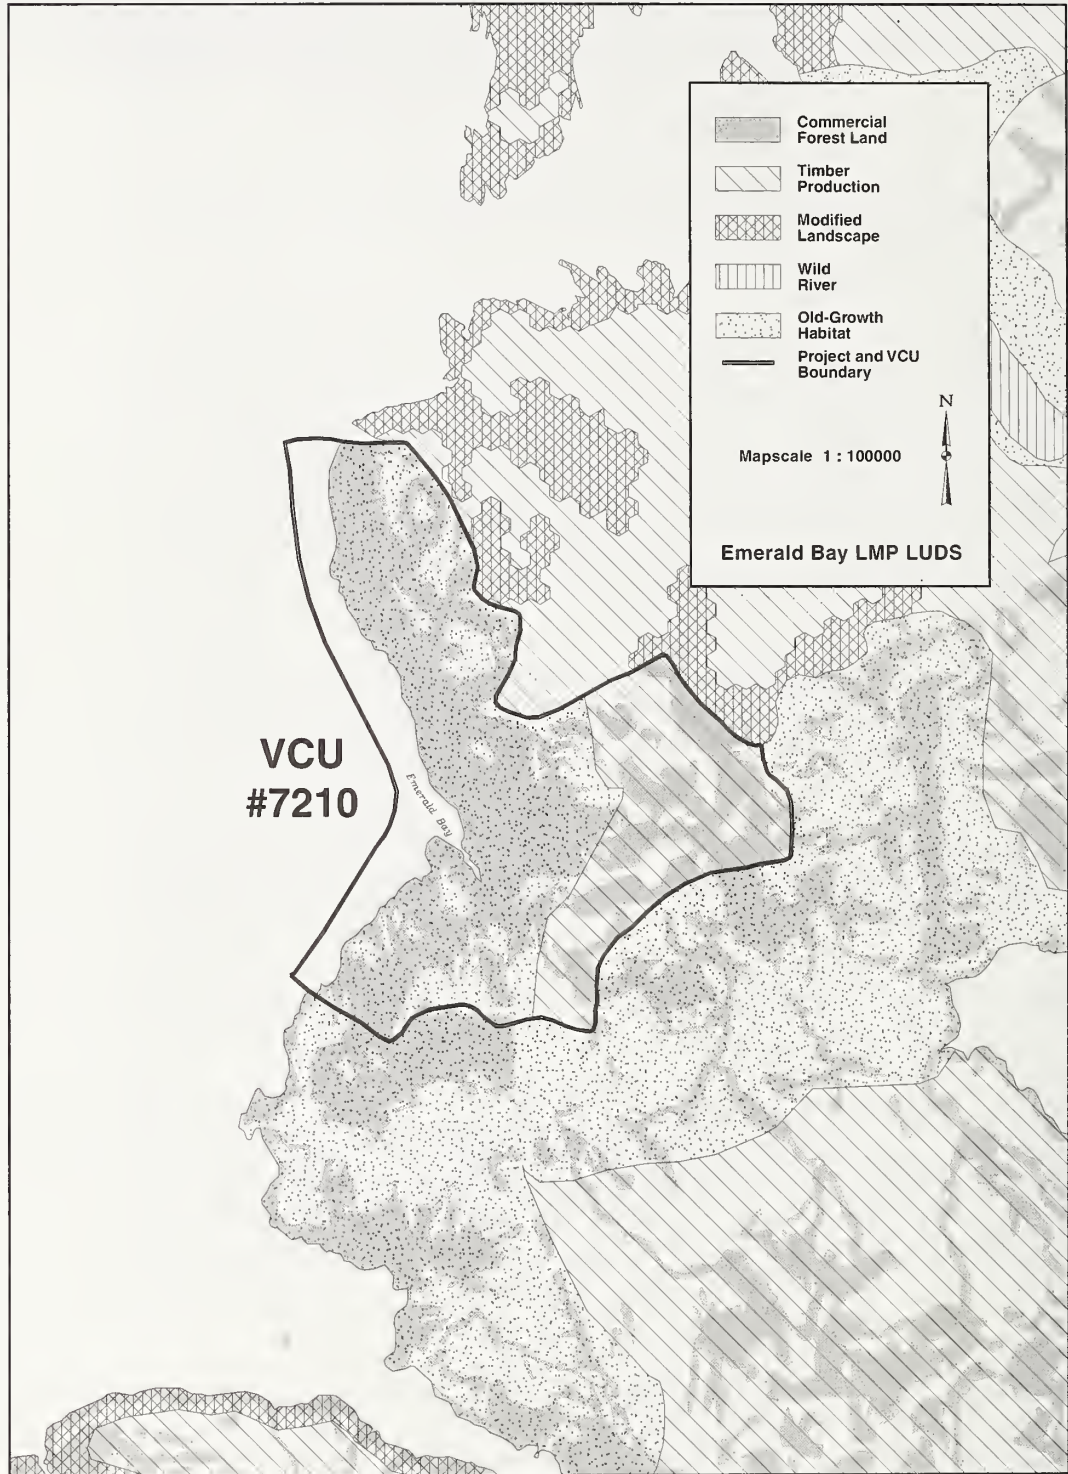 Commercial
Forest Land
Timber
Production
Modified
Landscape
Wild
River
Old-Growth
Habitat
Project and VCU
Boundary
N
Mapscale 1 : 100000
Emerald Bay LMP LUDS
VCU
#7210
Emerald Bay